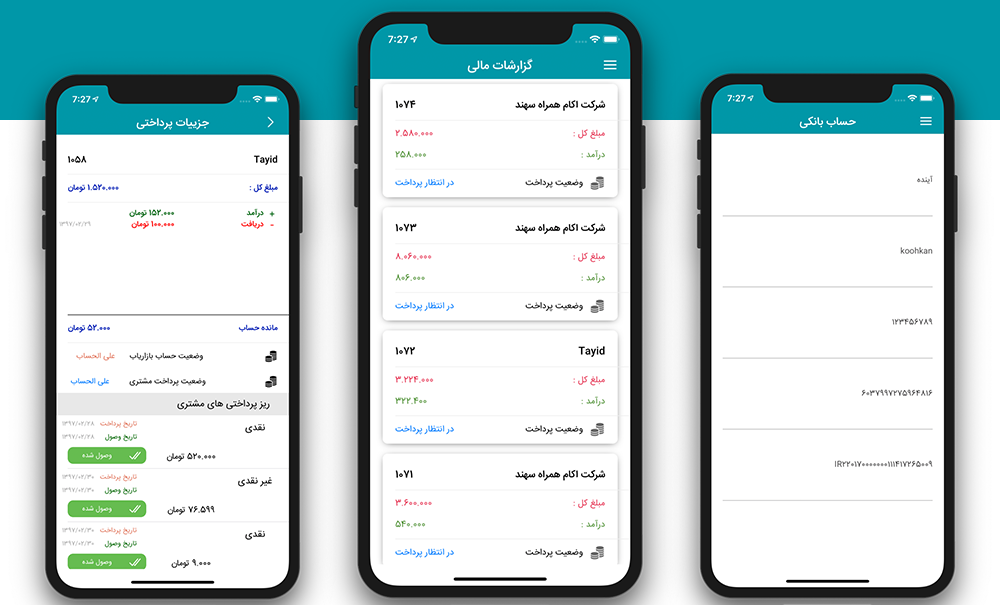 7:27
جزییات پرداختی
Tayid ۱۰۵۸
مبلغ کل : ۱.۵۲۰.۰۰۰ تومان
+ درآمد ۱۵۲.۰۰۰ تومان
- دریافت ۱۰۰.۰۰۰ تومان ۱۳۹۷/۰۲/۲۹
مانده حساب ۵۲.۰۰۰ تومان
وضعیت حساب بازاریاب علی الحساب
وضعیت پرداخت مشتری علی الحساب
ریز پرداختی های مشتری
نقدی
تاریخ پرداخت ۱۳۹۷/۰۲/۲۸
تاریخ وصول ۱۳۹۷/۰۲/۲۸
۵۲۰.۰۰۰ تومان وصول شده
غیر نقدی
تاریخ پرداخت ۱۳۹۷/۰۲/۳۰
تاریخ وصول ۱۳۹۷/۰۲/۳۰
۷۶.۵۹۹ تومان وصول شده
نقدی
تاریخ پرداخت ۱۳۹۷/۰۲/۳۰
تاریخ وصول ۱۳۹۷/۰۲/۳۰
۹.۰۰۰ تومان وصول شده
7:27
گزارشات مالی
شرکت اکام همراه سهند ۱۰۷۴
مبلغ کل : ۲.۵۸۰.۰۰۰
درآمد : ۲۵۸.۰۰۰
وضعیت پرداخت در انتظار پرداخت
شرکت اکام همراه سهند ۱۰۷۳
مبلغ کل : ۸.۰۶۰.۰۰۰
درآمد : ۸۰۶.۰۰۰
وضعیت پرداخت در انتظار پرداخت
Tayid ۱۰۷۲
مبلغ کل : ۳.۲۲۴.۰۰۰
درآمد : ۳۲۲.۴۰۰
وضعیت پرداخت در انتظار پرداخت
شرکت اکام همراه سهند ۱۰۷۱
مبلغ کل : ۳.۶۰۰.۰۰۰
درآمد : ۵۴۰.۰۰۰
وضعیت پرداخت در انتظار پرداخت
7:27
حساب بانکی
آینده
koohkan
۱۲۳۴۵۶۷۸۹
۶۰۳۷۹۹۷۲۷۵۹۶۴۸۱۶
IR۲۲۰۱۷۰۰۰۰۰۰۰۱۱۱۴۱۷۲۶۵۰۰۹